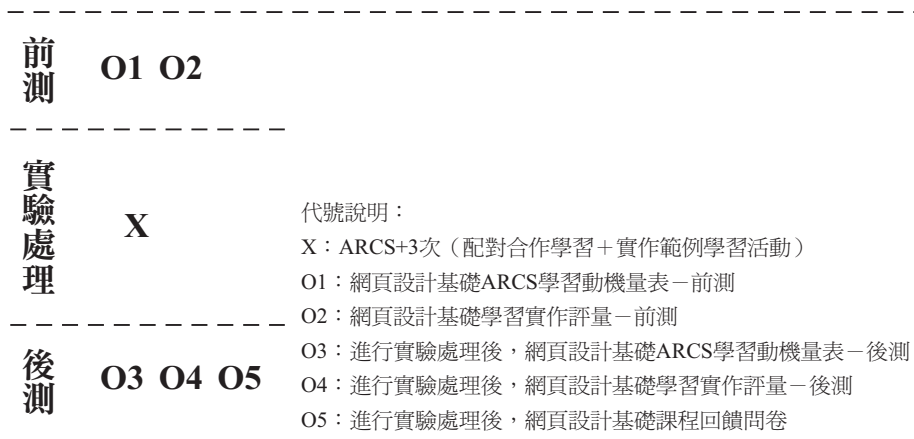 前測
O1 O2
實驗處理
X
後測
O3 O4 O5
代號說明：
X：ARCS+3次（配對合作學習＋實作範例學習活動）
O1：網頁設計基礎ARCS學習動機量表－前測
O2：網頁設計基礎學習實作評量－前測
O3：進行實驗處理後，網頁設計基礎ARCS學習動機量表－後測
O4：進行實驗處理後，網頁設計基礎學習實作評量－後測
O5：進行實驗處理後，網頁設計基礎課程回饋問卷